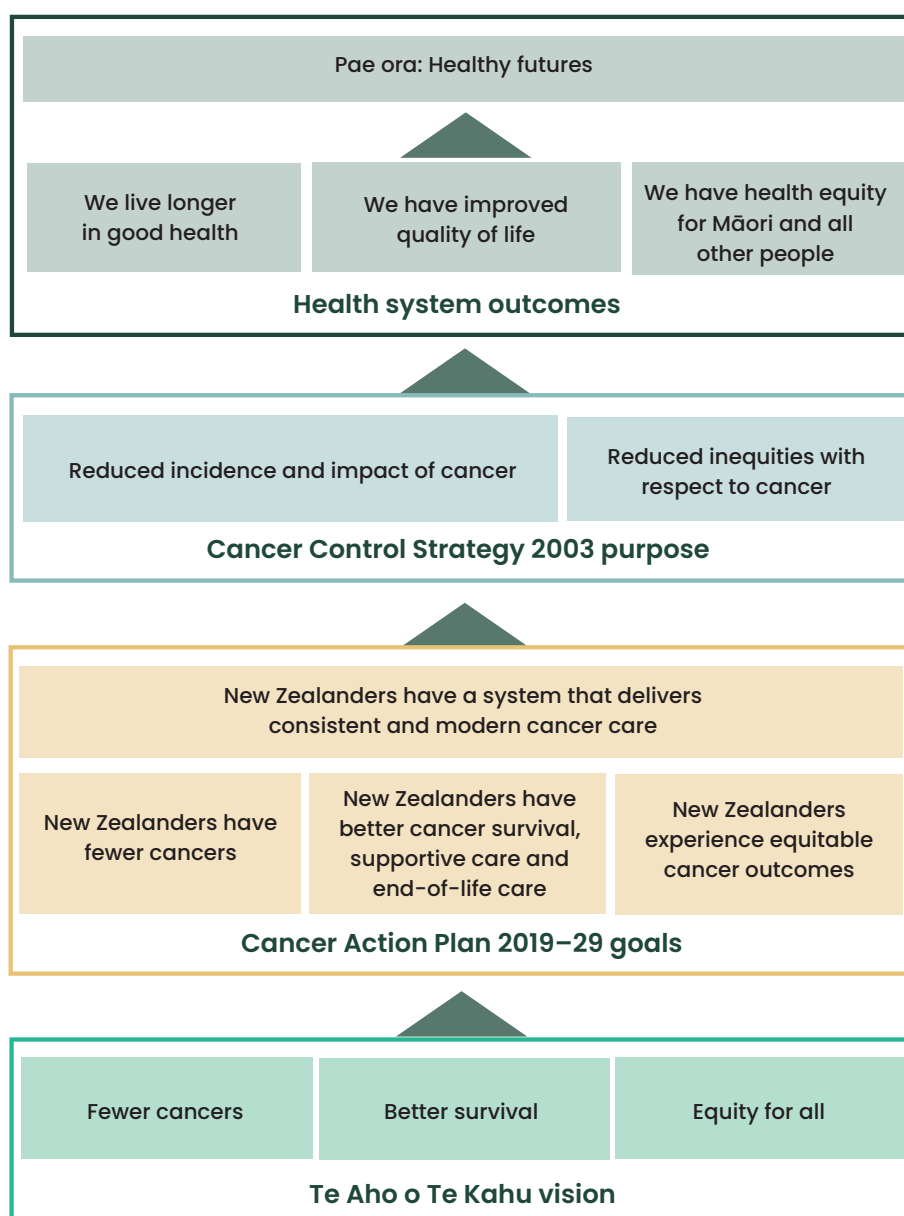 Pae ora: Healthy futures
We live longer
in good health
We have improved
quality of life
We have health equity
for Māori and all
other people
Health system outcomes
Reduced incidence and impact of cancer
Reduced inequities with
respect to cancer
Cancer Control Strategy 2003 purpose
New Zealanders have a system that delivers
consistent and modern cancer care
New Zealanders have
fewer cancers
New Zealanders have
better cancer survival,
supportive care and
end-of-life care
New Zealanders
experience equitable
cancer outcomes
Cancer Action Plan 2019–29 goals
Fewer cancers
Better survival
Equity for all
Te Aho o Te Kahu vision